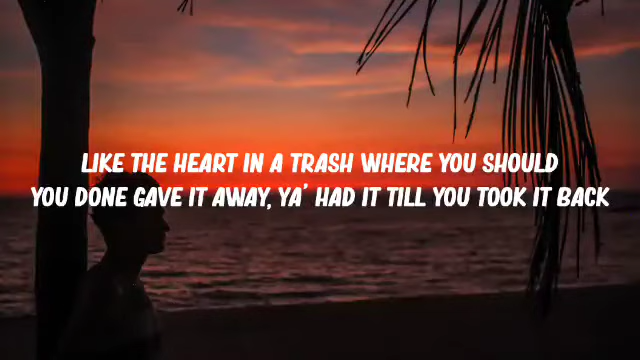 LIKE THE HEART IN A TRASH WHERE YOU SHOULD
YOU DONE GAVE IT AWAY, YA' HAD IT TILL YOU TOOK IT BACK